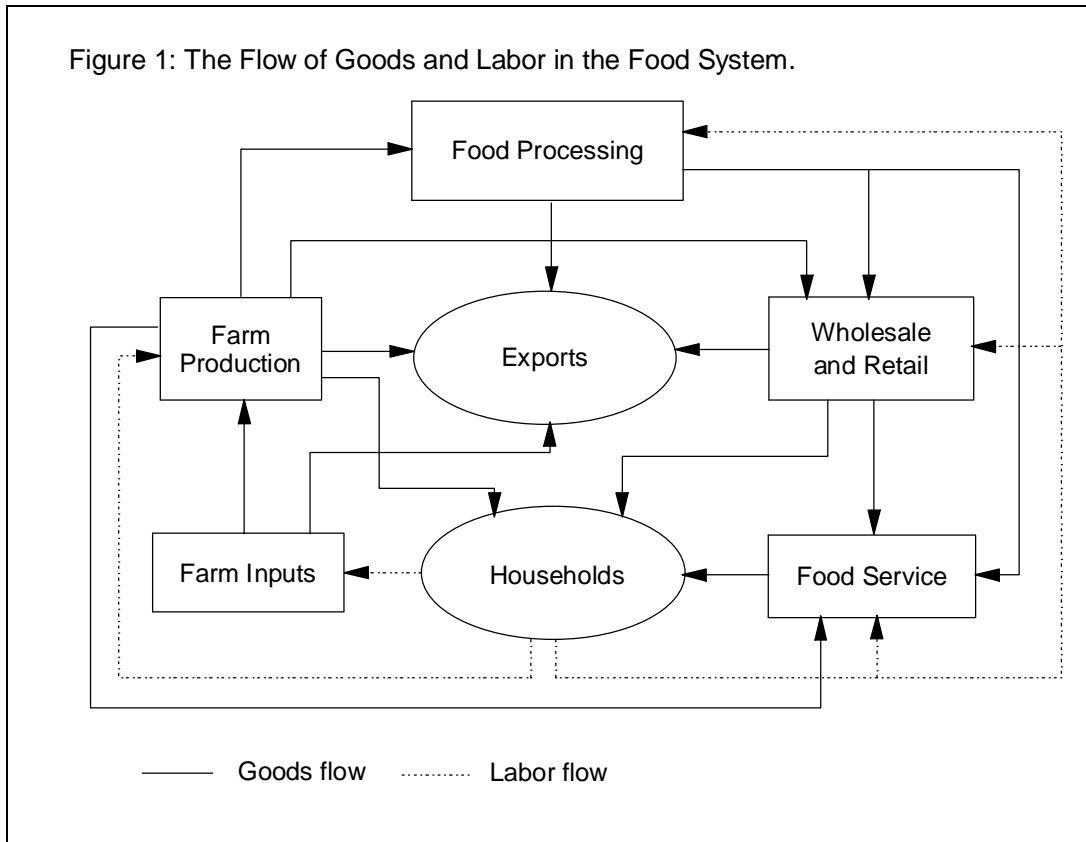 Figure 1: The Flow of Goods and Labor in the Food System.
Food Processing
Farm
Production
Exports
Wholesale
and Retail
Farm Inputs
Households
Food Service
Goods flow
Labor flow